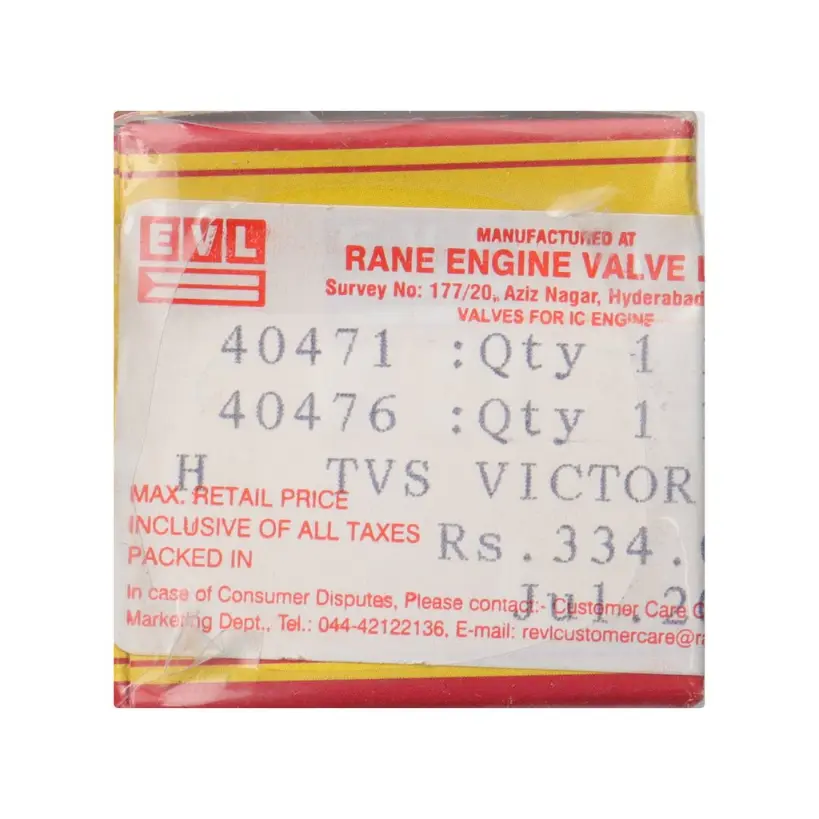 EVL
MANUFACTURED AT
RANE ENGINE VALVE
Survey No: 177/20, Aziz Nagar, Hyderabad
VALVES FOR IC ENGINE
40471 :Qty 1
40476 :Qty 1
H TVS VICTOR
MAX. RETAIL PRICE
INCLUSIVE OF ALL TAXES Rs.334.
PACKED IN Jul.
In case of Consumer Disputes, Please contact:- Customer Care
Marketing Dept., Tel.: 044-42122136, E-mail: revlcustomercare@